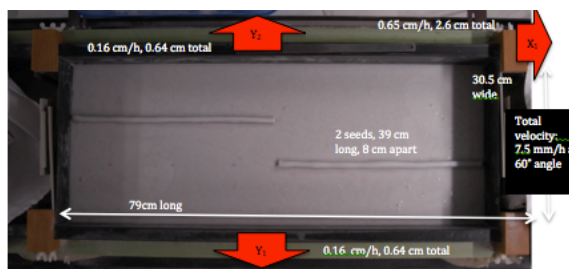 Y2
0.65 cm/h, 2.6 cm total
X1
0.16 cm/h, 0.64 cm total
30.5 cm
wide
Total
velocity:
7.5 mm/h
60° angle
2 seeds, 39 cm
long, 8 cm apart
79cm long
Y1
0.16 cm/h, 0.64 cm total